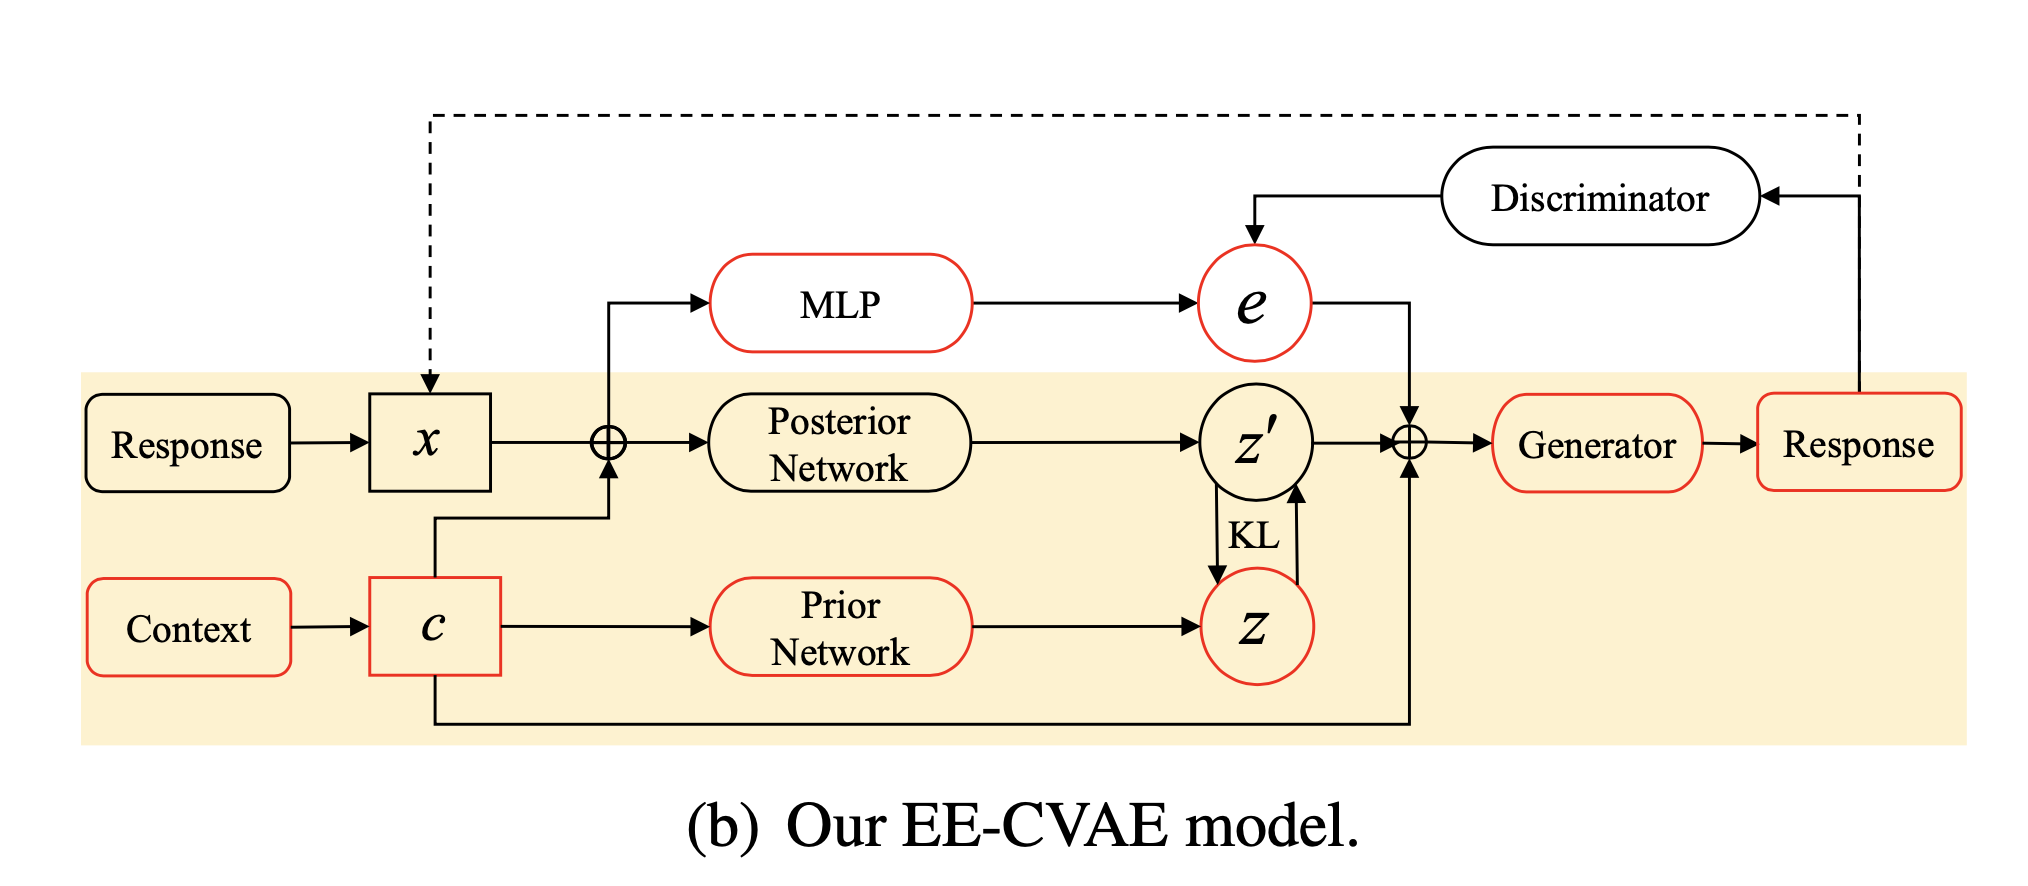 Discriminator
MLP
e
Response
x
Posterior
Network
z′
Generator
Response
KL
Context
c
Prior
Network
z
(b) Our EE-CVAE model.